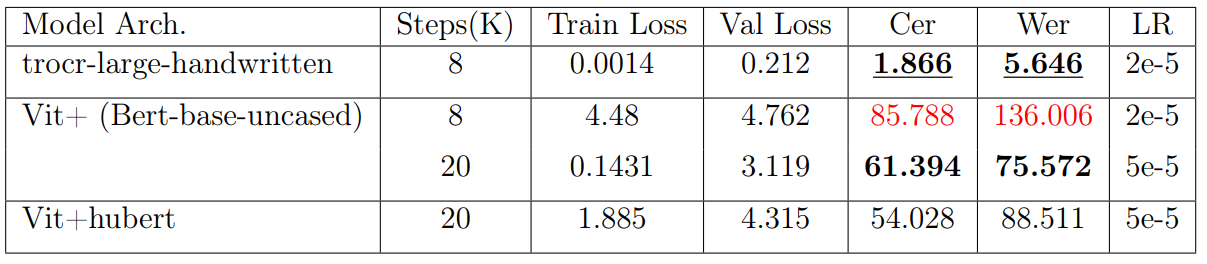 Model Arch. Steps(K) Train Loss Val Loss Cer Wer LR
trocr-large-handwritten 8 0.0014 0.212 1.866 5.646 2e-5
Vit+ (Bert-base-uncased) 8 4.48 4.762 85.788 136.006 2e-5
20 0.1431 3.119 61.394 75.572 5e-5
Vit+hubert 20 1.885 4.315 54.028 88.511 5e-5